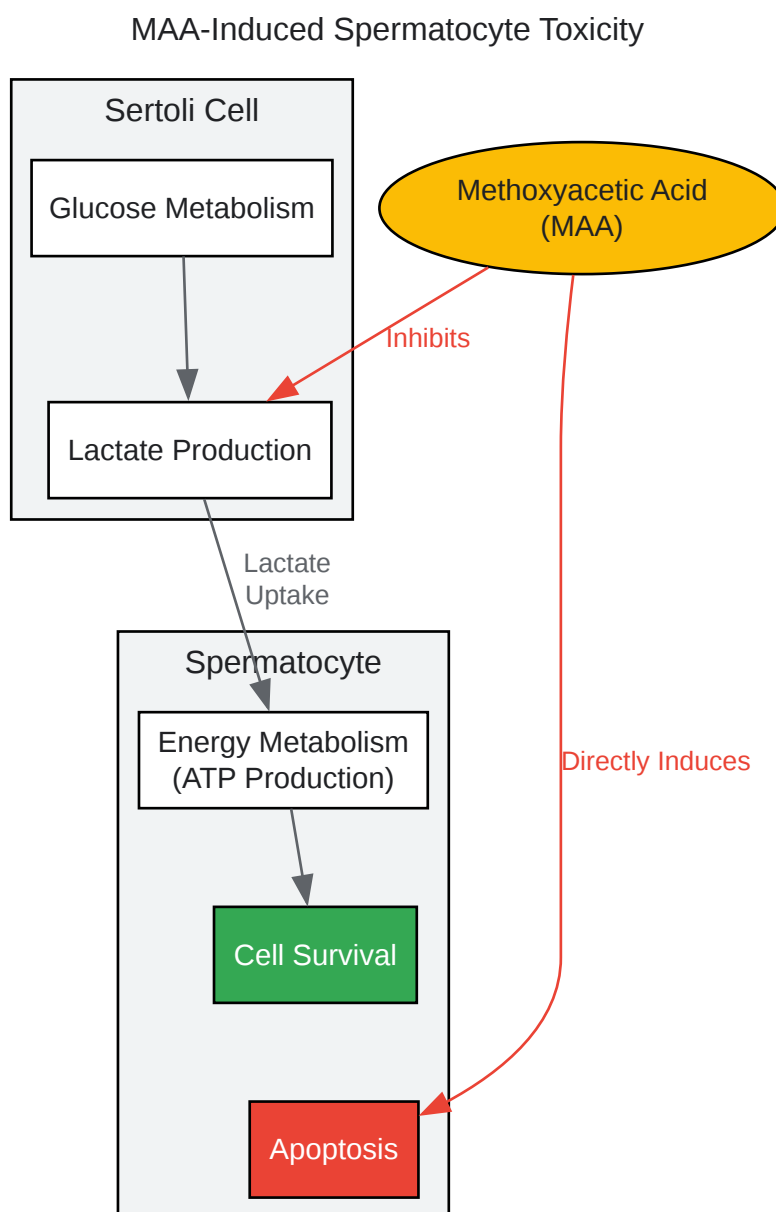 MAA-Induced Spermatocyte Toxicity
Sertoli Cell
Glucose Metabolism
Methoxyacetic Acid
(MAA)
Inhibits
Lactate Production
Lactate
Uptake
Spermatocyte
Energy Metabolism
(ATP Production)
Directly Induces
Cell Survival
Apoptosis